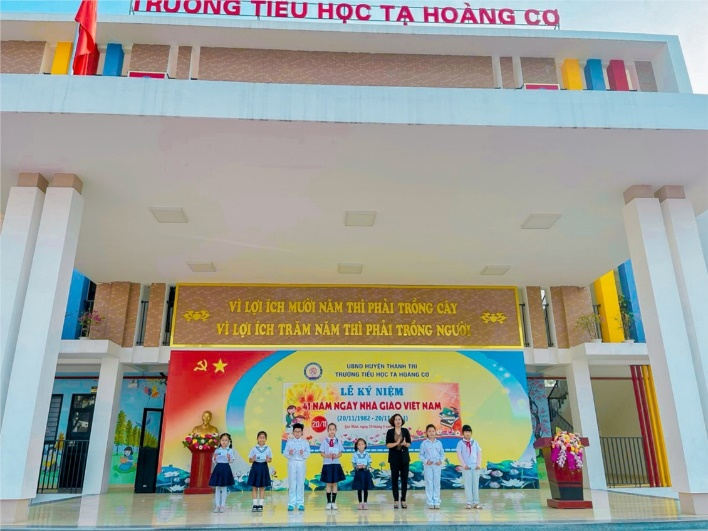 TRƯỜNG TIỂU HỌC TẠ HOÀNG CƠ
VÌ LỢI ÍCH MƯỜI NĂM THÌ PHẢI TRỒNG CÂY
VÌ LỢI ÍCH TRĂM NĂM THÌ PHẢI TRỒNG NGƯỜI
UBND HUYỆN THANH TRÌ
TRƯỜNG TIỂU HỌC TẠ HOÀNG CƠ
LỄ KỶ NIỆM
41 NĂM NGÀY NHÀ GIÁO VIỆT NAM
(20/11/1982 - 20/11
20/11